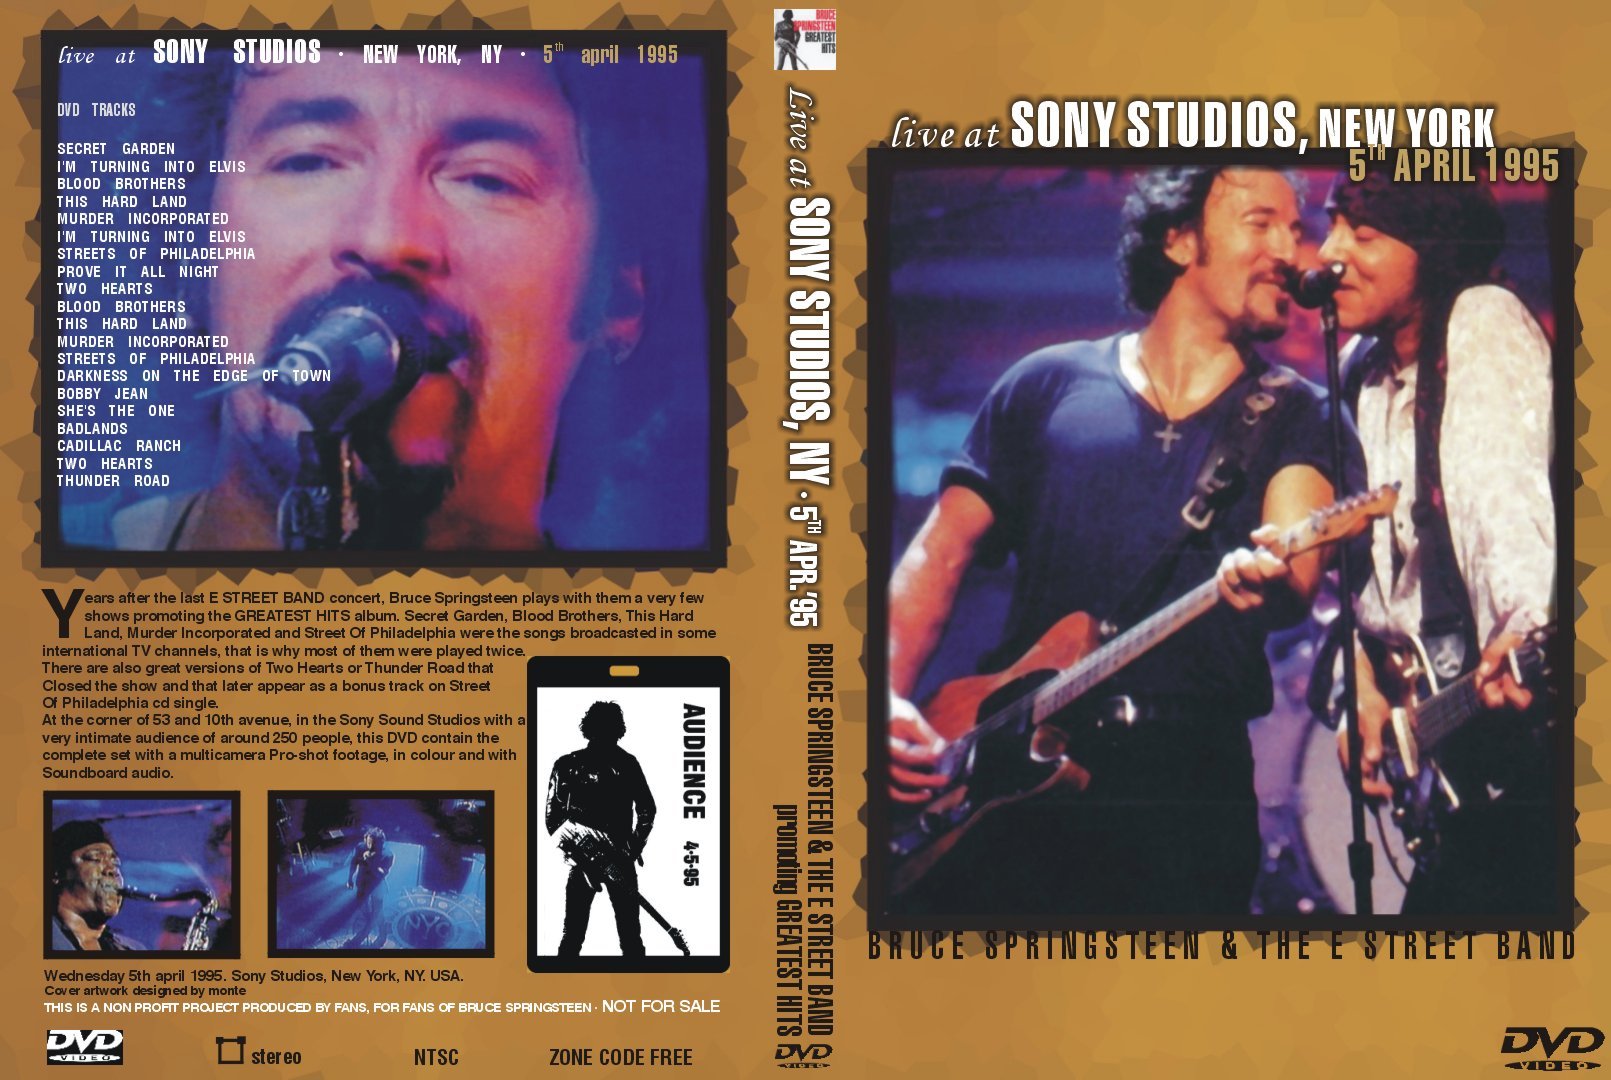 live at SONY STUDIOS · NEW YORK, NY · 5th april 1995
DVD TRACKS
SECRET GARDEN
I'M TURNING INTO ELVIS
BLOOD BROTHERS
THIS HARD LAND
MURDER INCORPORATED
I'M TURNING INTO ELVIS
STREETS OF PHILADELPHIA
PROVE IT ALL NIGHT
TWO HEARTS
BLOOD BROTHERS
THIS HARD LAND
MURDER INCORPORATED
STREETS OF PHILADELPHIA
DARKNESS ON THE EDGE OF TOWN
BOBBY JEAN
SHE'S THE ONE
BADLANDS
CADILLAC RANCH
TWO HEARTS
THUNDER ROAD
Years after the last E STREET BAND concert, Bruce Springsteen plays with them a very few
shows promoting the GREATEST HITS album. Secret Garden, Blood Brothers, This Hard
Land, Murder Incorporated and Street Of Philadelphia were the songs broadcasted in some
international TV channels, that is why most of them were played twice.
There are also great versions of Two Hearts or Thunder Road that
Closed the show and that later appear as a bonus track on Street
Of Philadelphia cd single.
At the corner of 53 and 10th avenue, in the Sony Sound Studios with a
very intimate audience of around 250 people, this DVD contain the
complete set with a multicamera Pro-shot footage, in colour and with
Soundboard audio.
AUDIENCE 4·5·95
NYC
Wednesday 5th april 1995. Sony Studios, New York, NY. USA.
Cover artwork designed by monte
THIS IS A NON PROFIT PROJECT PRODUCED BY FANS, FOR FANS OF BRUCE SPRINGSTEEN · NOT FOR SALE
DVD
VIDEO
stereo
NTSC
ZONE CODE FREE
BRUCE
SPRINGSTEEN
GREATEST
HITS
Live at SONY STUDIOS, NY · 5TH APR. '95
BRUCE SPRINGSTEEN & THE E STREET BAND
promoting GREATEST HITS
DVD
VIDEO
live at SONY STUDIOS, NEW YORK
5TH APRIL 1995
BRUCE SPRINGSTEEN & THE E STREET BAND
DVD
VIDEO